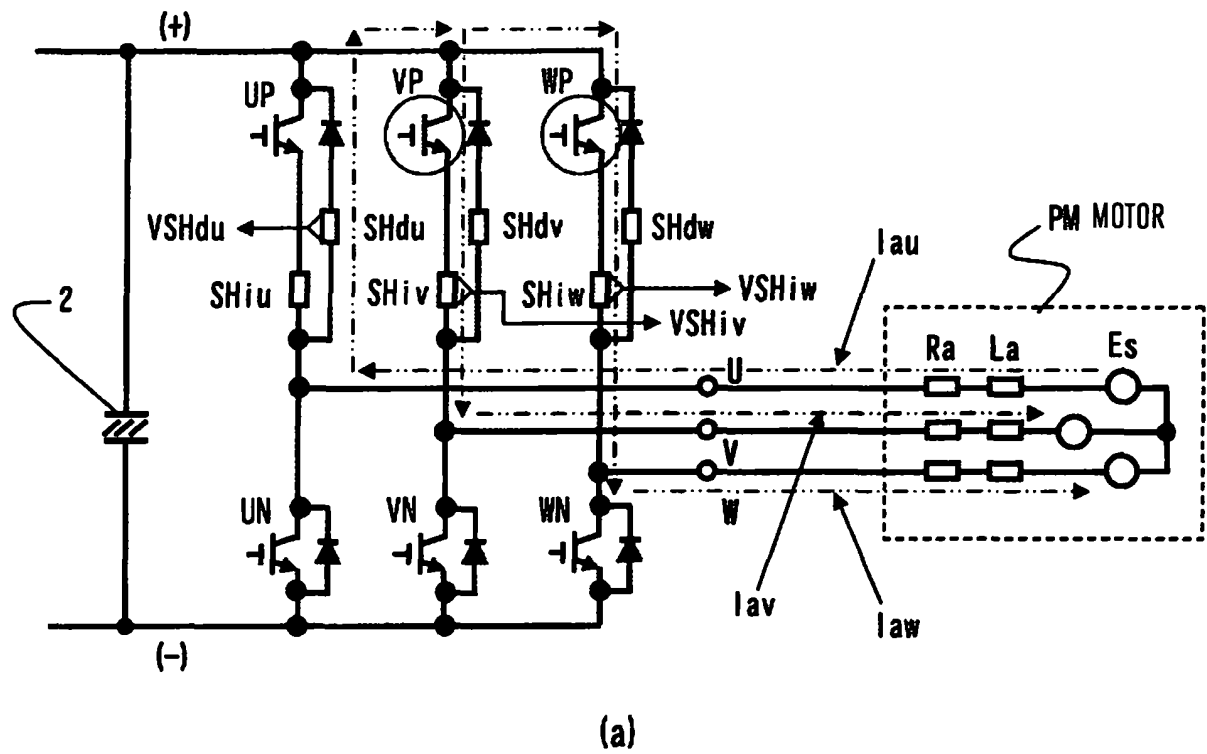 (+)
UP
VP
WP
VSHdu
SHdu
SHdv
SHdw
PM MOTOR
Iau
2
SHiu
SHiv
SHiw
VSHiw
VSHiv
Ra
La
Es
U
V
W
UN
VN
WN
Iav
Iaw
(-)
(a)